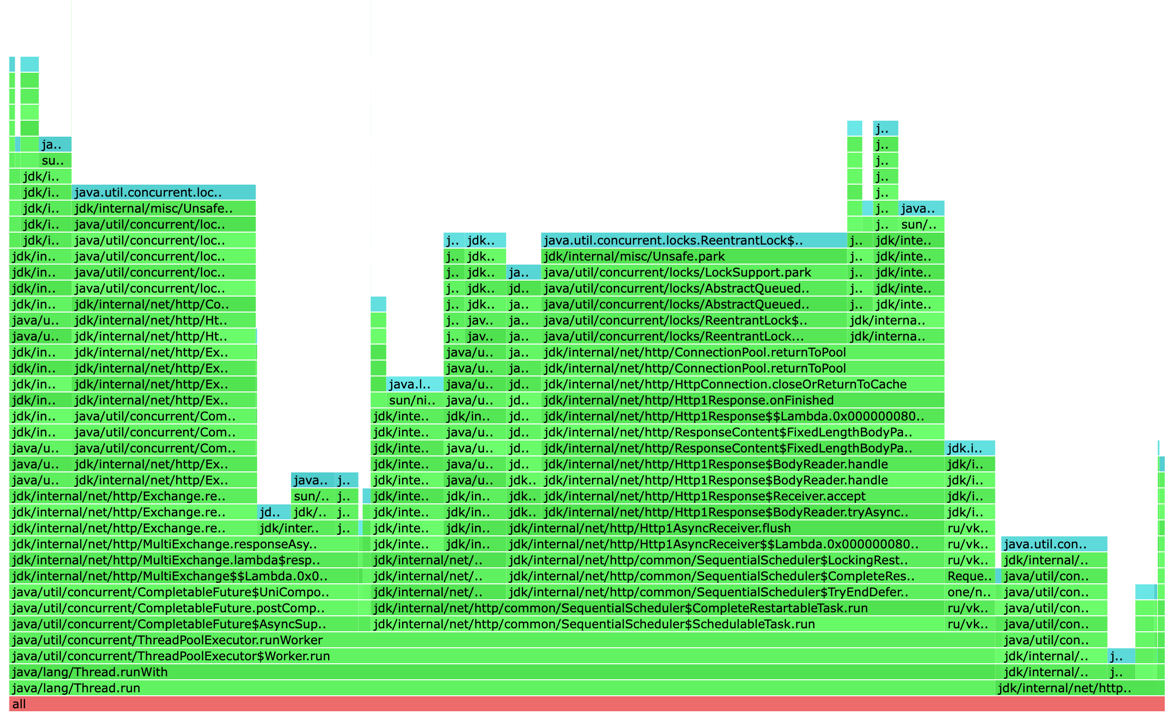 j..
ja.. j..
su.. j..
jdk/i.. j..
jdk/i.. java.util.concurrent.loc.. j..
jdk/i.. jdk/internal/misc/Unsafe.. j.. java..
jdk/i.. java/util/concurrent/loc.. j.. sun/..
jdk/i.. java/util/concurrent/loc.. j.. jdk.. java.util.concurrent.locks.ReentrantLock$.. j.. jdk/inte..
jdk/in.. java/util/concurrent/loc.. j.. jdk.. jdk/internal/misc/Unsafe.park j.. jdk/inte..
jdk/in.. java/util/concurrent/loc.. j.. jdk.. ja.. java/util/concurrent/locks/LockSupport.park j.. jdk/inte..
jdk/in.. java/util/concurrent/loc.. j.. jdk.. jd.. java/util/concurrent/locks/AbstractQueued.. j.. jdk/inte..
jdk/in.. jdk/internal/net/http/Co.. j.. jdk.. ja.. java/util/concurrent/locks/AbstractQueued.. j.. jdk/inte..
java/u.. jdk/internal/net/http/Ht.. j.. jav.. ja.. java/util/concurrent/locks/ReentrantLock$.. jdk/interna..
java/u.. jdk/internal/net/http/Ht.. j.. jav.. ja.. java/util/concurrent/locks/ReentrantLock... jdk/interna..
jdk/in.. jdk/internal/net/http/Ex.. java/u.. ja.. jdk/internal/net/http/ConnectionPool.returnToPool
jdk/in.. jdk/internal/net/http/Ex.. java/u.. ja.. jdk/internal/net/http/ConnectionPool.returnToPool
jdk/in.. jdk/internal/net/http/Ex.. java.l.. java/u.. jd.. jdk/internal/net/http/HttpConnection.closeOrReturnToCache
jdk/in.. jdk/internal/net/http/Ex.. sun/ni.. java/u.. jd.. jdk/internal/net/http/Http1Response.onFinished
jdk/in.. java/util/concurrent/Com.. jdk/inte.. jdk/in.. jd.. jdk/internal/net/http/Http1Response$$Lambda.0x000000080..
jdk/in.. java/util/concurrent/Com.. jdk/inte.. java/u.. jd.. jdk/internal/net/http/ResponseContent$FixedLengthBodyPa..
java/u.. java/util/concurrent/Com.. jdk/inte.. java/u.. jd.. jdk/internal/net/http/ResponseContent$FixedLengthBodyPa.. jdk.i..
java/u.. jdk/internal/net/http/Ex.. jdk/inte.. java/u.. jd.. jdk/internal/net/http/Http1Response$BodyReader.handle jdk/i..
java/u.. jdk/internal/net/http/Ex.. java.. j.. jdk/inte.. java/u.. jdk.. jdk/internal/net/http/Http1Response$BodyReader.handle jdk/i..
jdk/internal/net/http/Exchange.re.. sun/.. j.. jdk/inte.. jdk/in.. jdk.. jdk/internal/net/http/Http1Response$Receiver.accept jdk/i..
jdk/internal/net/http/Exchange.re.. jd.. jdk/.. j.. jdk/inte.. jdk/in.. jdk.. jdk/internal/net/http/Http1Response$BodyReader.tryAsync.. jdk/i..
jdk/internal/net/http/Exchange.re.. jdk/inter.. j.. jdk/inte.. jdk/in.. jdk/internal/net/http/Http1AsyncReceiver.flush ru/vk..
jdk/internal/net/http/MultiExchange.responseAsy.. jdk/inte.. jdk/in.. jdk/internal/net/http/Http1AsyncReceiver$$Lambda.0x000000080.. ru/vk.. java.util.con..
jdk/internal/net/http/MultiExchange.lambda$resp.. jdk/internal/net/.. jdk/internal/net/http/common/SequentialScheduler$LockingRest.. ru/vk.. jdk/internal/..
jdk/internal/net/http/MultiExchange$$Lambda.0x0.. jdk/internal/net/.. jdk/internal/net/http/common/SequentialScheduler$CompleteRes.. Reque.. java/util/con..
java/util/concurrent/CompletableFuture$UniCompo.. jdk/internal/net/.. jdk/internal/net/http/common/SequentialScheduler$TryEndDefer.. one/n.. java/util/con..
java/util/concurrent/CompletableFuture.postComp.. jdk/internal/net/http/common/SequentialScheduler$CompleteRestartableTask.run ru/vk.. java/util/con..
java/util/concurrent/CompletableFuture$AsyncSup.. jdk/internal/net/http/common/SequentialScheduler$SchedulableTask.run ru/vk.. java/util/con..
java/util/concurrent/ThreadPoolExecutor.runWorker java/util/con..
java/util/concurrent/ThreadPoolExecutor$Worker.run jdk/internal/.. j..
java/lang/Thread.runWith jdk/internal/.. j..
java/lang/Thread.run jdk/internal/net/http..
all